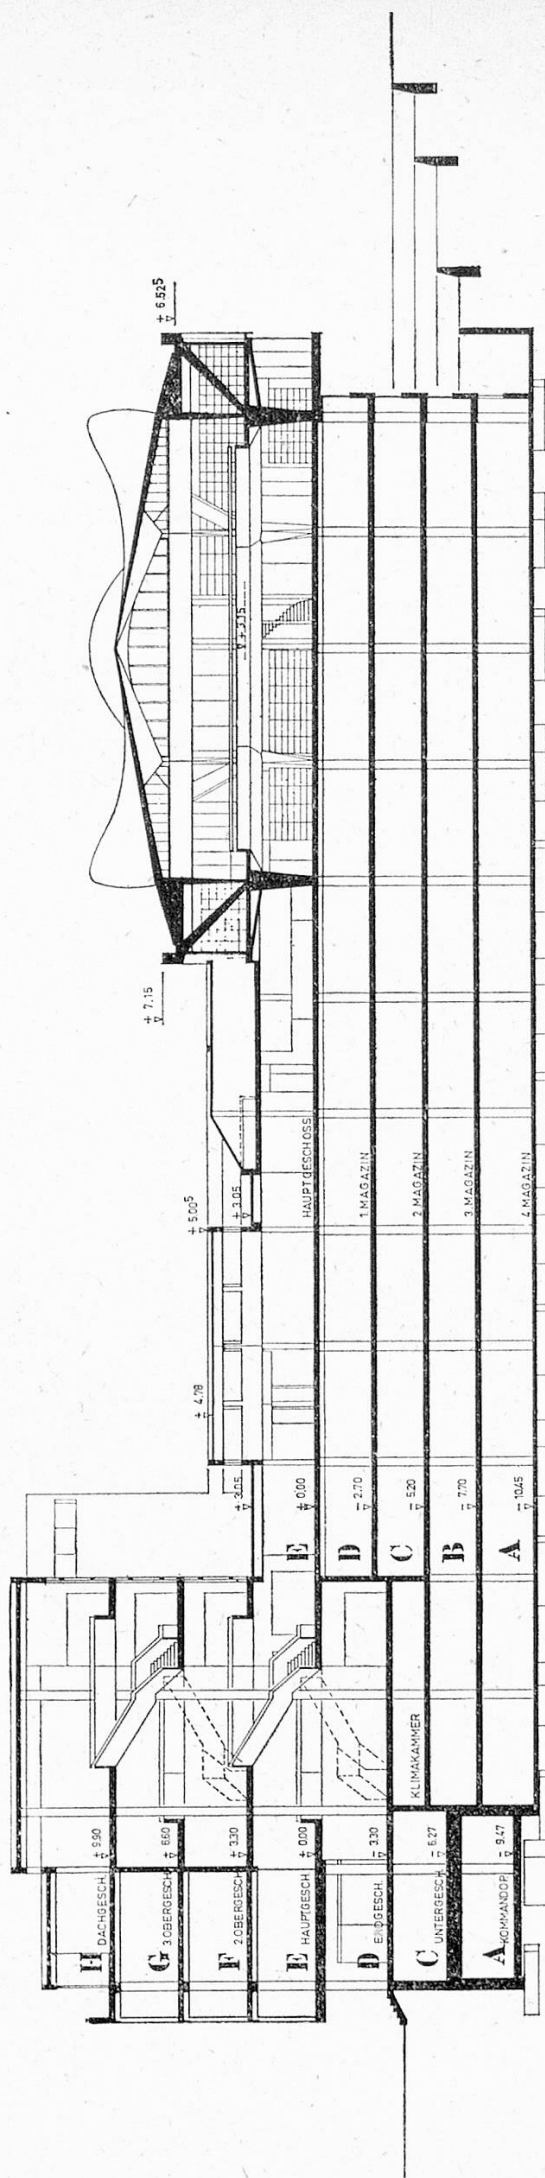 + 6.525
+ 3.15
+ 7.15
+ 5.005
+ 3.05
HAUPTGESCHOSS
1.MAGAZIN
2.MAGAZIN
3.MAGAZIN
4.MAGAZIN
+ 4.78
+ 3.05
± 0.00
E
- 2.70
D
- 5.20
C
- 7.70
B
- 10.45
A
KLIMAKAMMER
+ 9.90
H DACHGESCH.
+ 6.60
G 3.OBERGESCH.
+ 3.30
F 2.OBERGESCH.
± 0.00
E HAUPTGESCH.
- 3.30
D ERDGESCH.
- 6.27
C UNTERGESCH.
- 9.47
A KOMMANDOR.